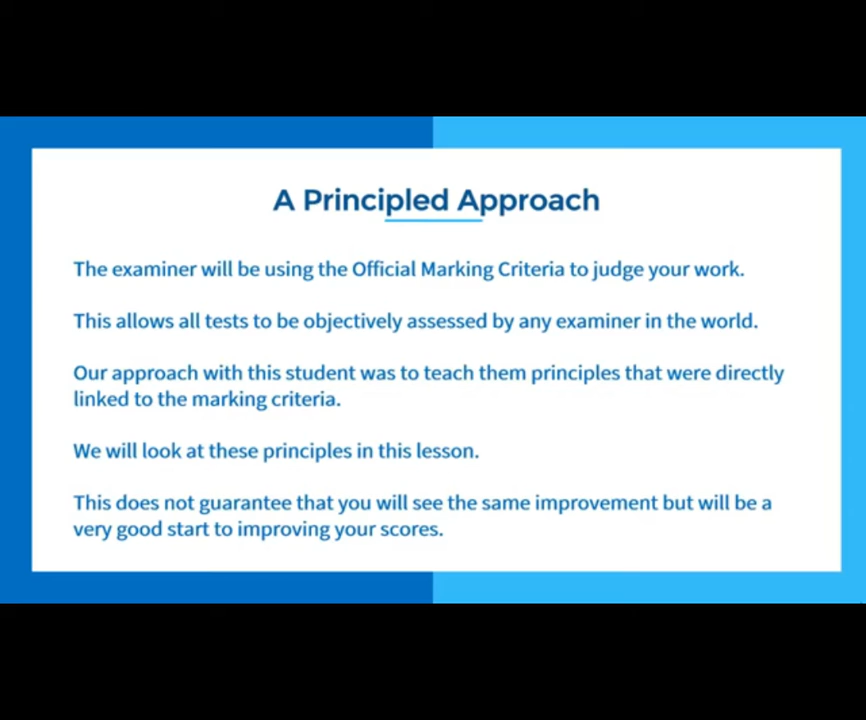 A Principled Approach
The examiner will be using the Official Marking Criteria to judge your work.
This allows all tests to be objectively assessed by any examiner in the world.
Our approach with this student was to teach them principles that were directly
linked to the marking criteria.
We will look at these principles in this lesson.
This does not guarantee that you will see the same improvement but will be a
very good start to improving your scores.